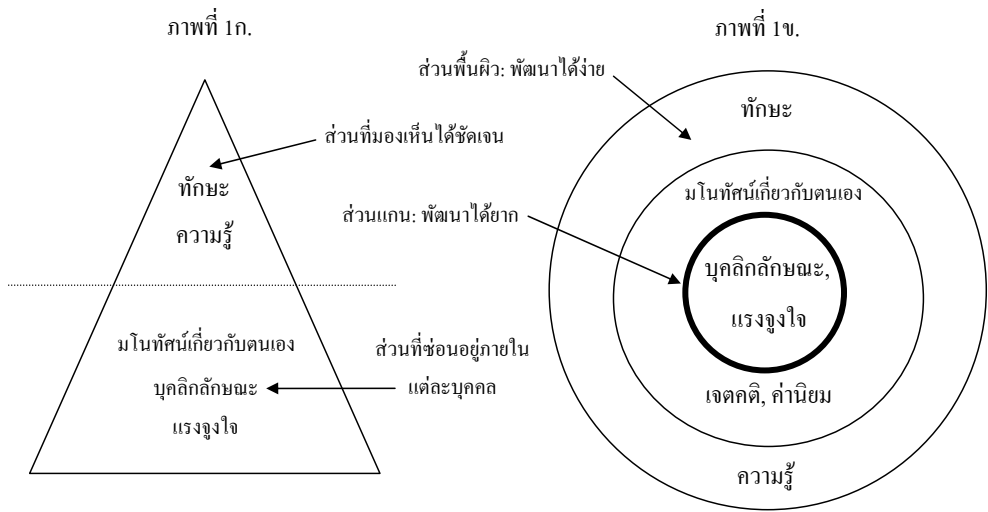 ภาพที่ 1ก.
ส่วนที่มองเห็นได้ชัดเจน
ทักษะ
ความรู้
มโนทัศน์เกี่ยวกับตนเอง
บุคลิกลักษณะ
แรงจูงใจ
ส่วนที่ซ่อนอยู่ภายใน
แต่ละบุคคล
ภาพที่ 1ข.
ส่วนพื้นผิว: พัฒนาได้ง่าย
ทักษะ
มโนทัศน์เกี่ยวกับตนเอง
ส่วนแกน: พัฒนาได้ยาก
บุคลิกลักษณะ,
แรงจูงใจ
เจตคติ, ค่านิยม
ความรู้